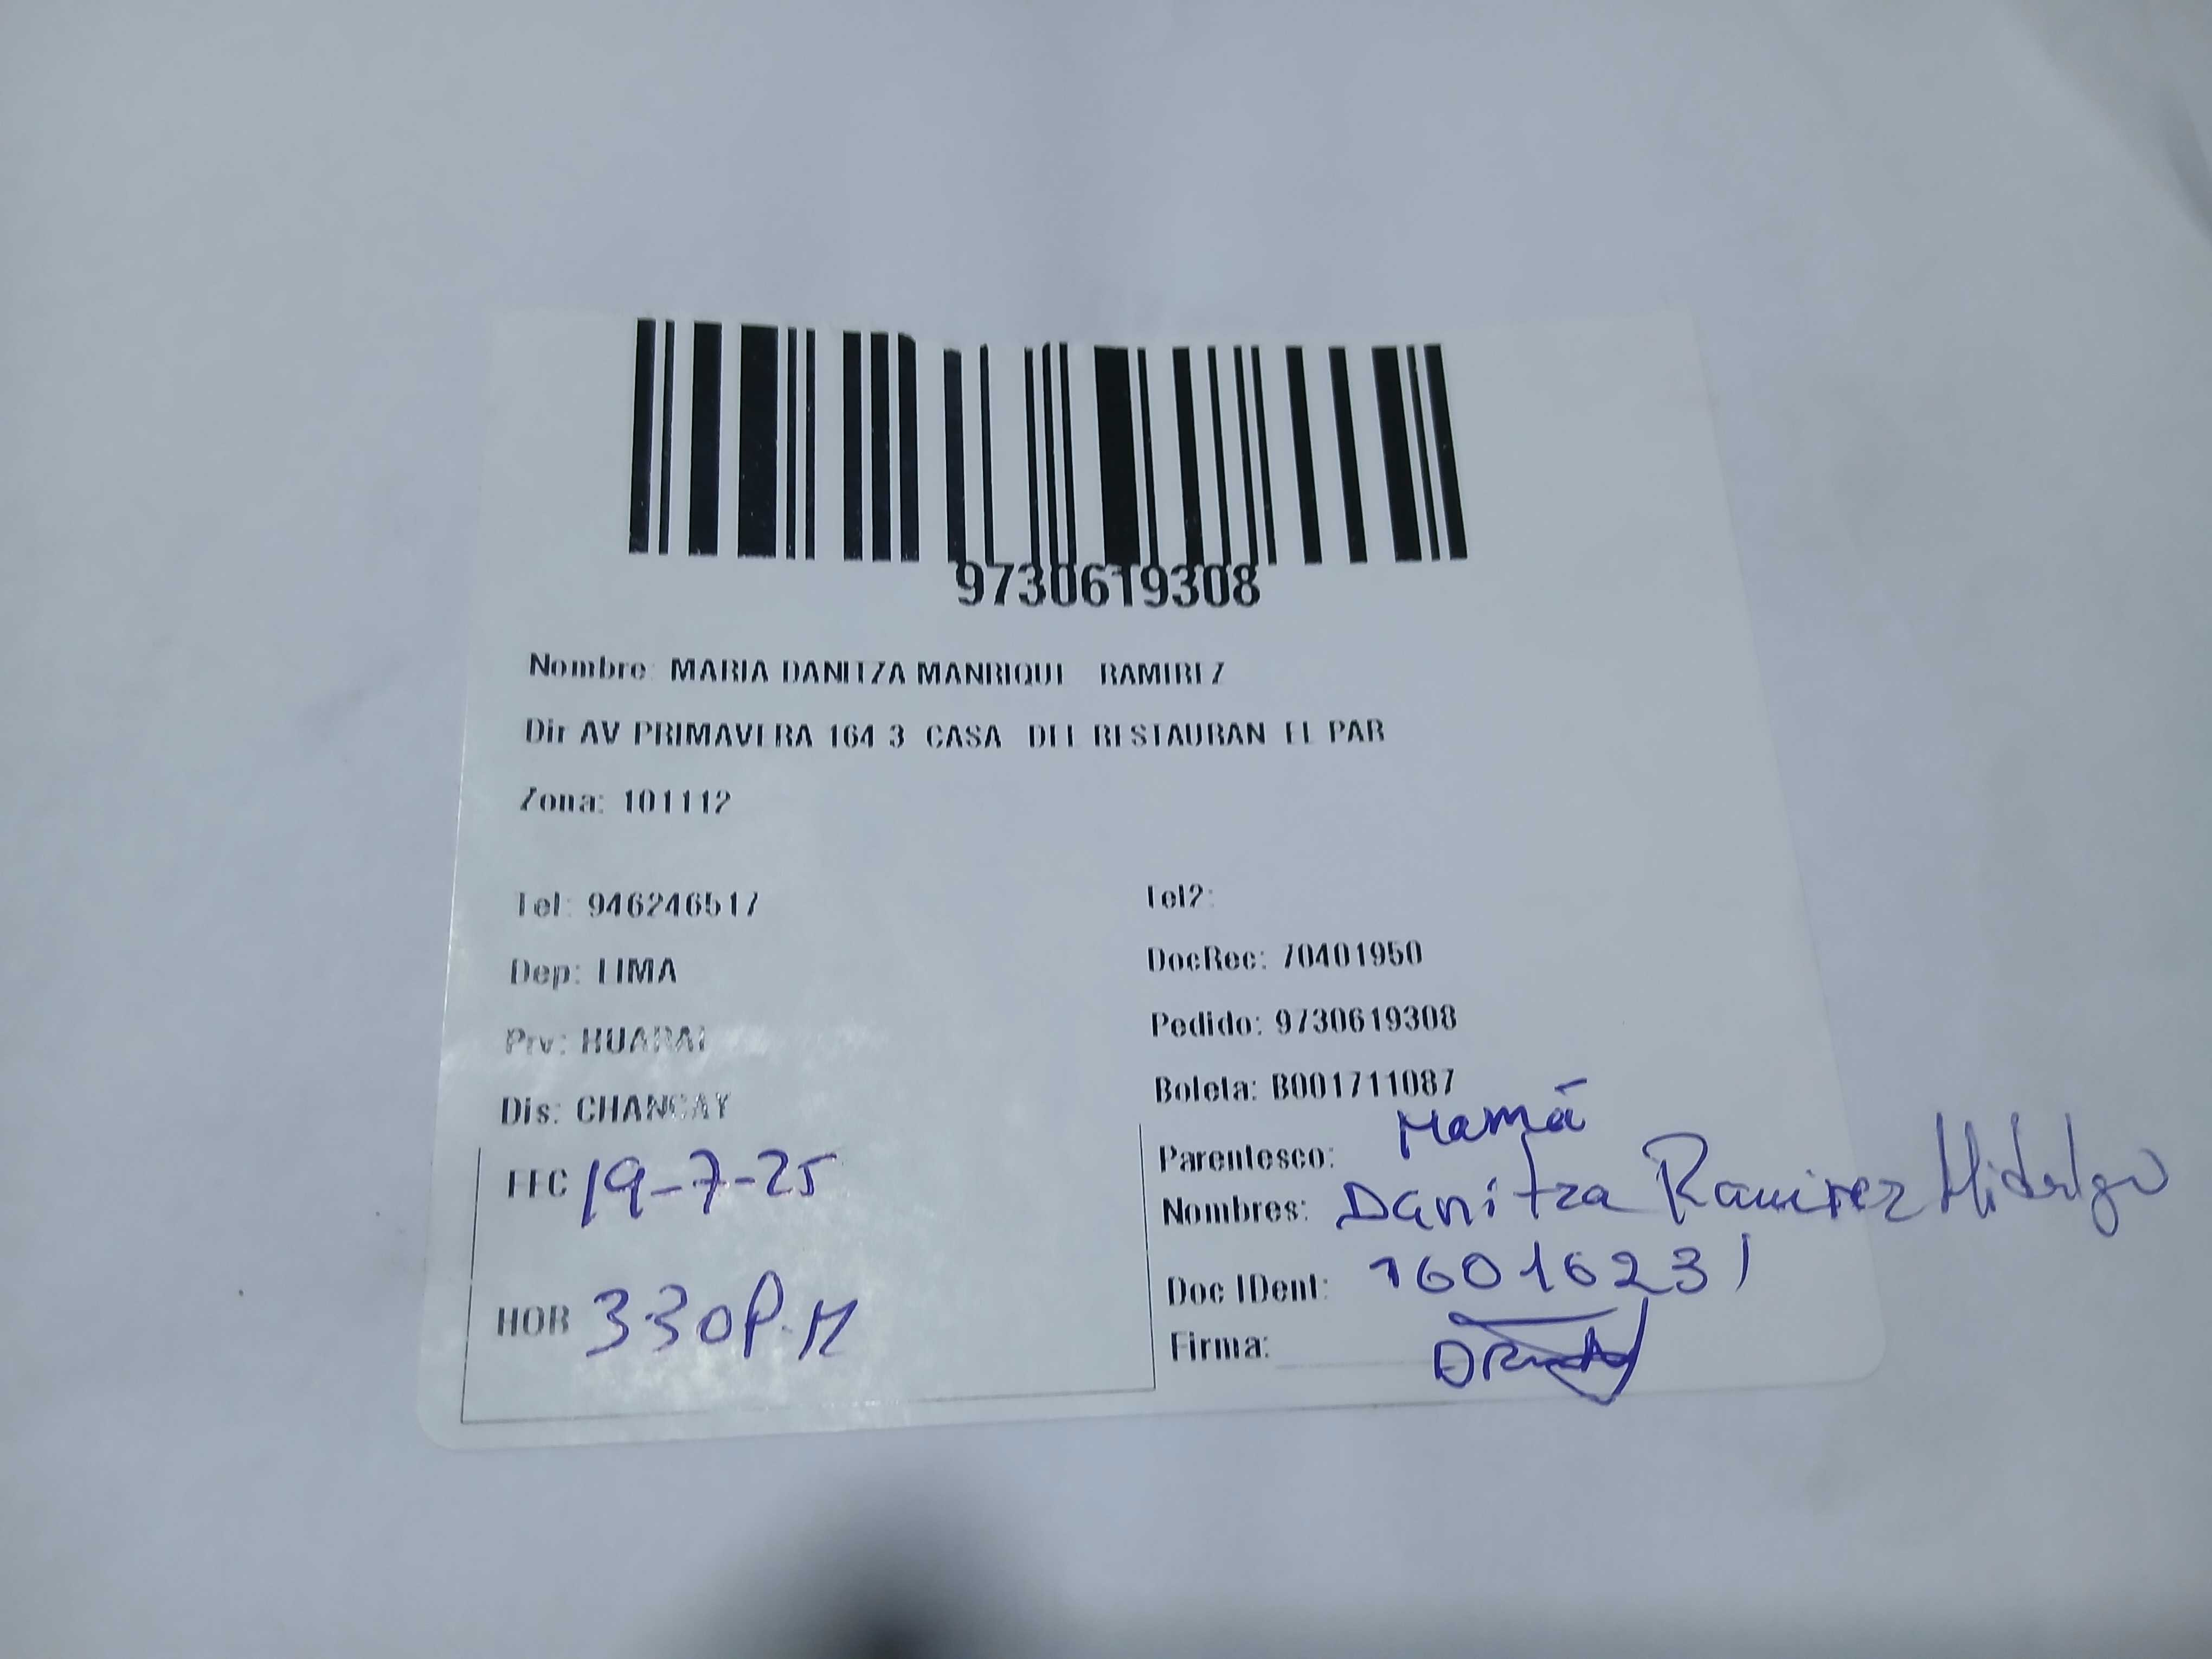 9730619308
Nombre: MARIA DANITZA MANRIQUE RAMIREZ
Dir AV PRIMAVERA 164 3 CASA DEL RESTAURAN EL PAR
Zona: 101112
Tel: 946246517 Tel2:
Dep: LIMA DocRec: 70401950
Prv: HUARAL Pedido: 9730619308
Dis: CHANCAY Boleta: B001711087
Parentesco: Mamá
FEC 19-7-25 Nombres: Danitza Ramirez Hidalgo
HOR 330P.M Doc IDent: 16016231
Firma: